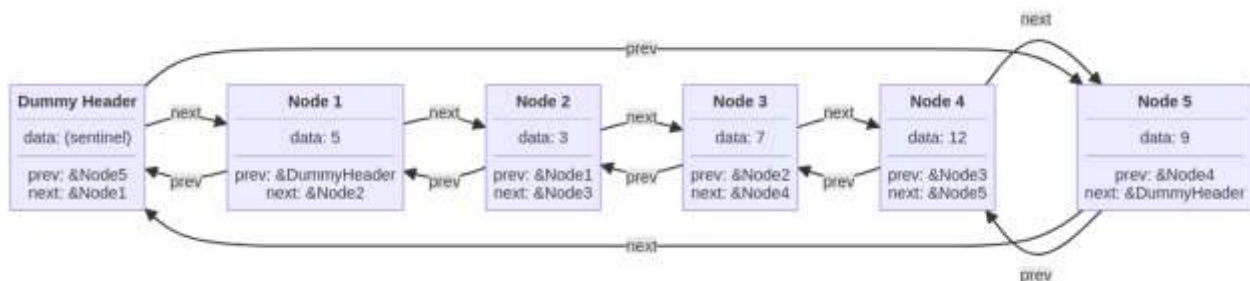 next
prev
Dummy Header
data: (sentinel)
prev: &Node5
next: &Node1
next
prev
Node 1
data: 5
prev: &DummyHeader
next: &Node2
next
prev
Node 2
data: 3
prev: &Node1
next: &Node3
next
prev
Node 3
data: 7
prev: &Node2
next: &Node4
next
prev
Node 4
data: 12
prev: &Node3
next: &Node5
Node 5
data: 9
prev: &Node4
next: &DummyHeader
next
prev